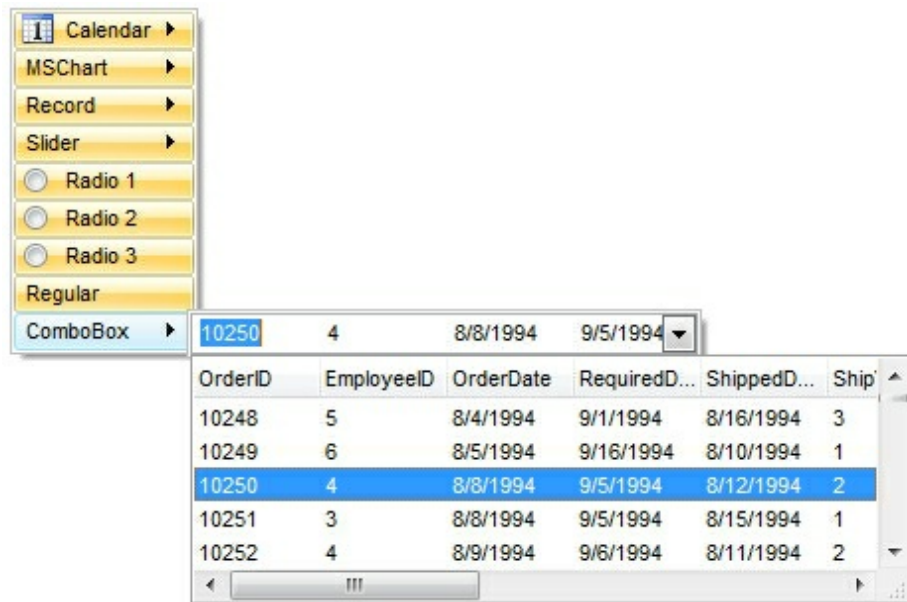 1 Calendar
MSChart
Record
Slider
Radio 1
Radio 2
Radio 3
Regular
ComboBox
10250 4 8/8/1994 9/5/1994
OrderID EmployeeID OrderDate RequiredD... ShippedD... Ship
10248 5 8/4/1994 9/1/1994 8/16/1994 3
10249 6 8/5/1994 9/16/1994 8/10/1994 1
10250 4 8/8/1994 9/5/1994 8/12/1994 2
10251 3 8/8/1994 9/5/1994 8/15/1994 1
10252 4 8/9/1994 9/6/1994 8/11/1994 2